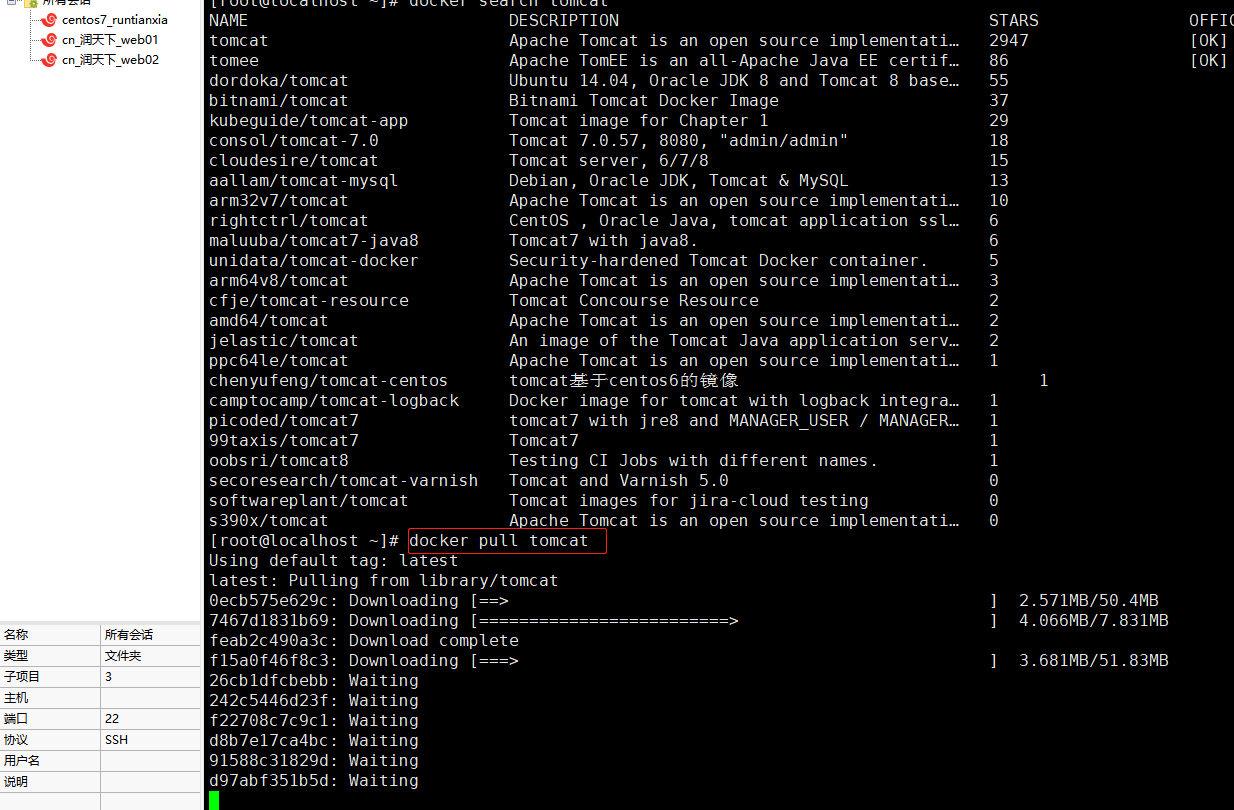 所有会话
centos7_runtianxia
cn_润天下_web01
cn_润天下_web02
名称 所有会话
类型 文件夹
子项目 3
主机
端口 22
协议 SSH
用户名
说明
[root@localhost ~]# docker search tomcat
NAME DESCRIPTION STARS OFFIC
tomcat Apache Tomcat is an open source implementati… 2947 [OK]
tomee Apache TomEE is an all-Apache Java EE certif… 86 [OK]
dordoka/tomcat Ubuntu 14.04, Oracle JDK 8 and Tomcat 8 base… 55
bitnami/tomcat Bitnami Tomcat Docker Image 37
kubeguide/tomcat-app Tomcat image for Chapter 1 29
consol/tomcat-7.0 Tomcat 7.0.57, 8080, "admin/admin" 18
cloudesire/tomcat Tomcat server, 6/7/8 15
aallam/tomcat-mysql Debian, Oracle JDK, Tomcat & MySQL 13
arm32v7/tomcat Apache Tomcat is an open source implementati… 10
rightctrl/tomcat CentOS , Oracle Java, tomcat application ssl… 6
maluuba/tomcat7-java8 Tomcat7 with java8. 6
unidata/tomcat-docker Security-hardened Tomcat Docker container. 5
arm64v8/tomcat Apache Tomcat is an open source implementati… 3
cfje/tomcat-resource Tomcat Concourse Resource 2
amd64/tomcat Apache Tomcat is an open source implementati… 2
jelastic/tomcat An image of the Tomcat Java application serv… 2
ppc64le/tomcat Apache Tomcat is an open source implementati… 1
chenyufeng/tomcat-centos tomcat基于centos6的镜像 1
camptocamp/tomcat-logback Docker image for tomcat with logback integra… 1
picoded/tomcat7 tomcat7 with jre8 and MANAGER_USER / MANAGER… 1
99taxis/tomcat7 Tomcat7 1
oobsri/tomcat8 Testing CI Jobs with different names. 1
secoresearch/tomcat-varnish Tomcat and Varnish 5.0 0
softwareplant/tomcat Tomcat images for jira-cloud testing 0
s390x/tomcat Apache Tomcat is an open source implementati… 0
[root@localhost ~]# docker pull tomcat
Using default tag: latest
latest: Pulling from library/tomcat
0ecb575e629c: Downloading [==> ] 2.571MB/50.4MB
7467d1831b69: Downloading [=========================> ] 4.066MB/7.831MB
feab2c490a3c: Download complete
f15a0f46f8c3: Downloading [===> ] 3.681MB/51.83MB
26cb1dfcbebb: Waiting
242c5446d23f: Waiting
f22708c7c9c1: Waiting
d8b7e17ca4bc: Waiting
91588c31829d: Waiting
d97abf351b5d: Waiting